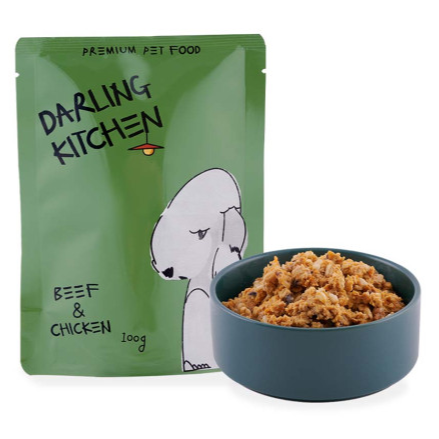 PREMIUM PET FOOD
DARLING
KITCHEN
BEEF
&
CHICKEN
100g